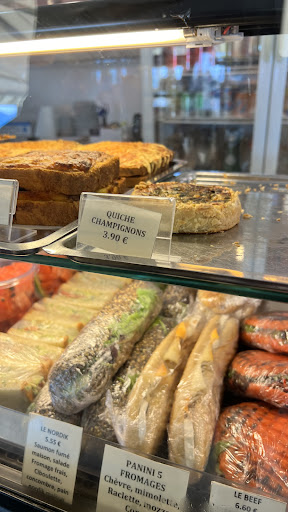 QUICHE
CHAMPIGNONS
3.90 €
LE NORDIK
5.55 €
Saumon fumé
maison, salade
Fromage frais,
Ciboulette,
concombre, pain
Sésame
PANINI 5
FROMAGES
Chèvre, mimolette
Raclette, mozz
LE BEEF
6.60 €